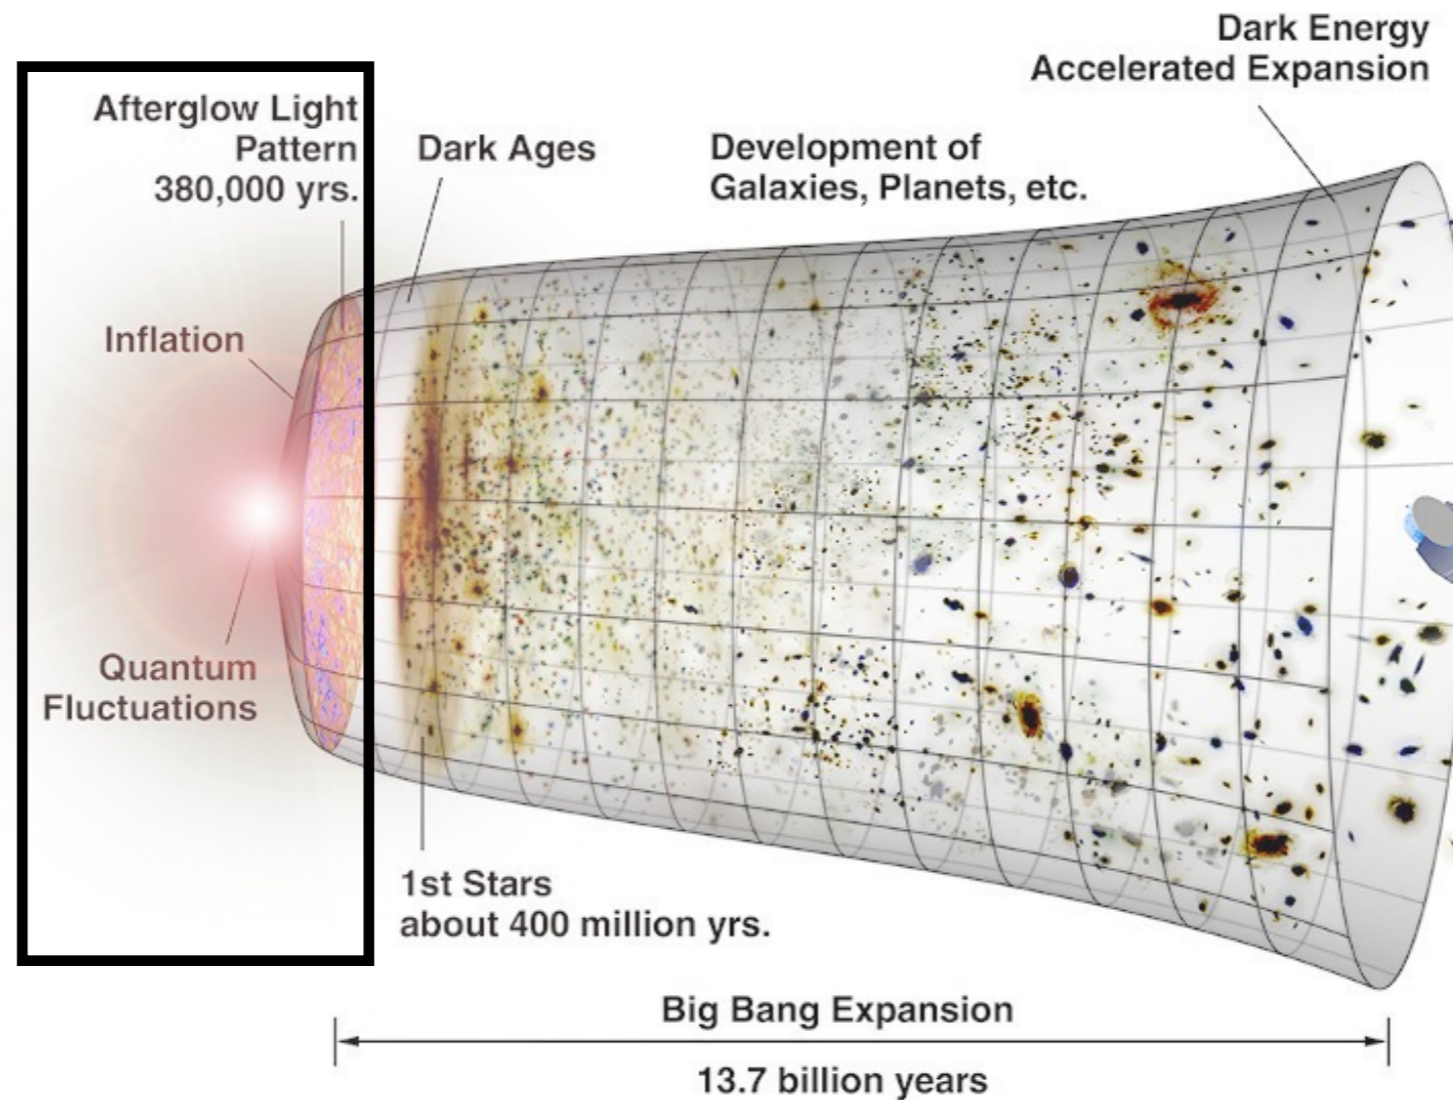 Dark Energy
Accelerated Expansion
Afterglow Light
Pattern
380,000 yrs.
Dark Ages
Development of
Galaxies, Planets, etc.
Inflation
Quantum
Fluctuations
1st Stars
about 400 million yrs.
Big Bang Expansion
13.7 billion years